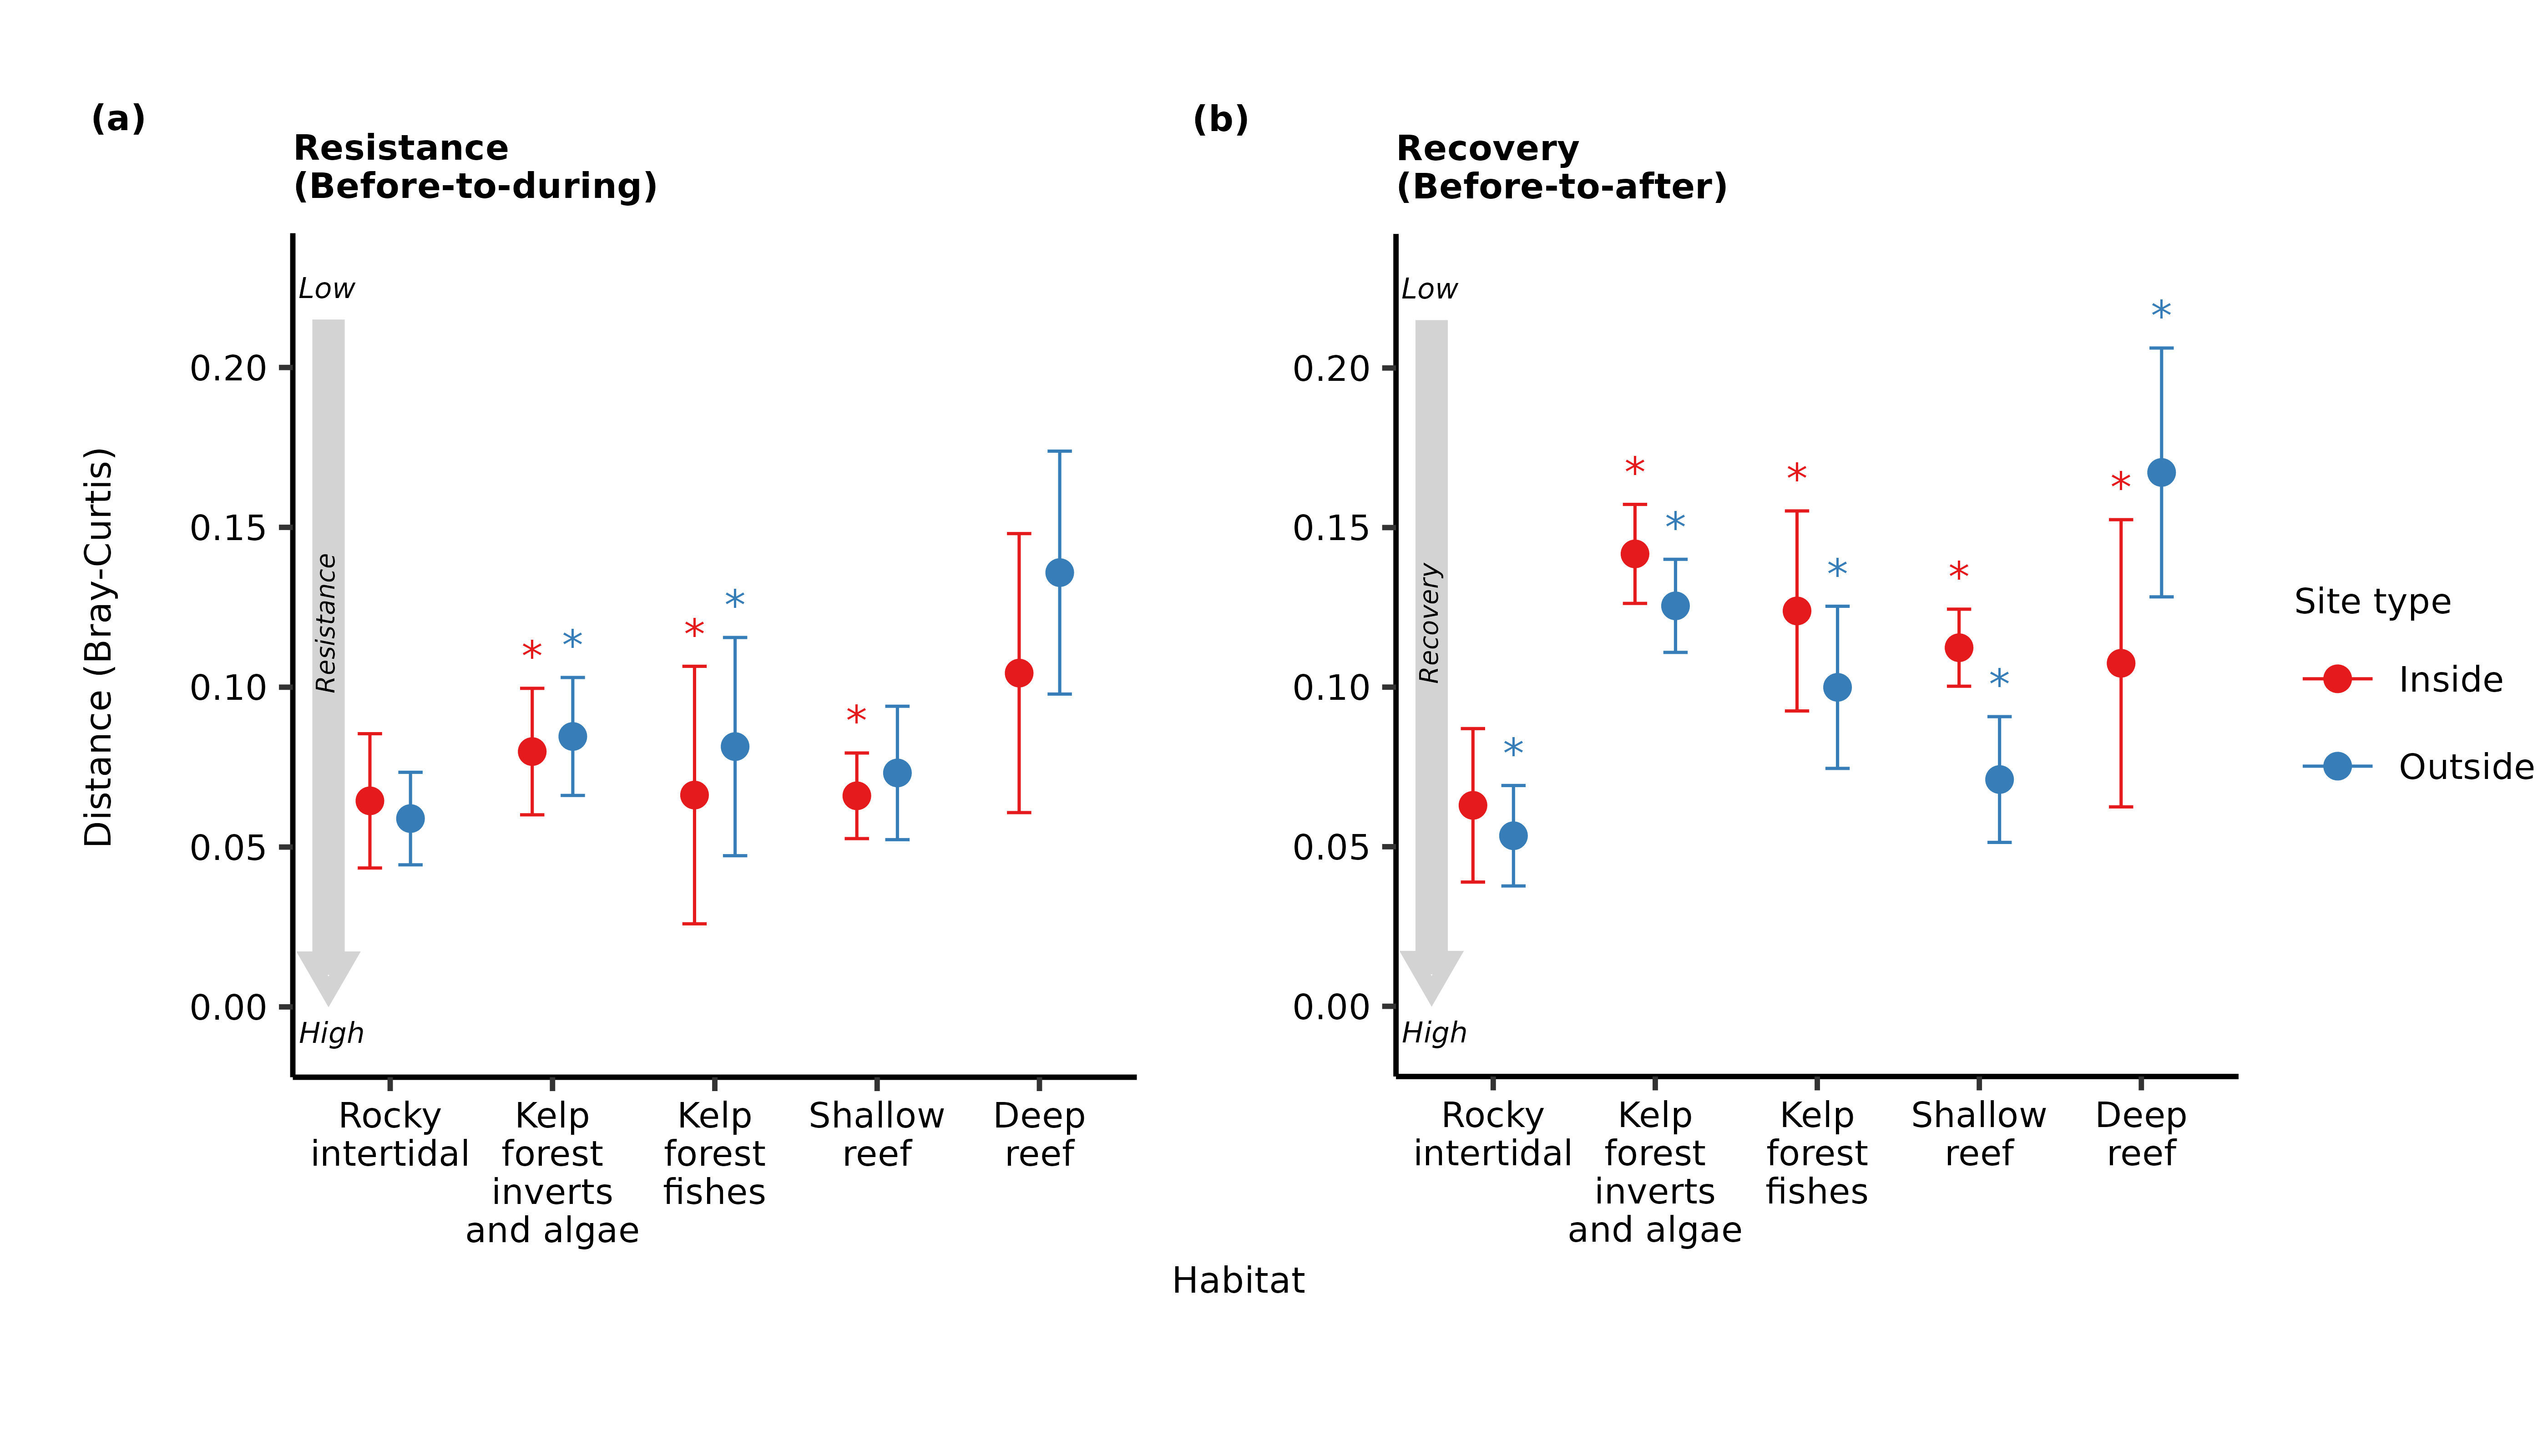 (a)
Resistance
(Before-to-during)
Distance (Bray-Curtis)
0.20
0.15
0.10
0.05
0.00
Low
Resistance
High
*
*
*
*
*
Rocky
intertidal
Kelp
forest
inverts
and algae
Kelp
forest
fishes
Shallow
reef
Deep
reef
(b)
Recovery
(Before-to-after)
0.20
0.15
0.10
0.05
0.00
Low
Recovery
High
*
*
*
*
*
*
*
*
*
Rocky
intertidal
Kelp
forest
inverts
and algae
Kelp
forest
fishes
Shallow
reef
Deep
reef
Habitat
Site type
Inside
Outside